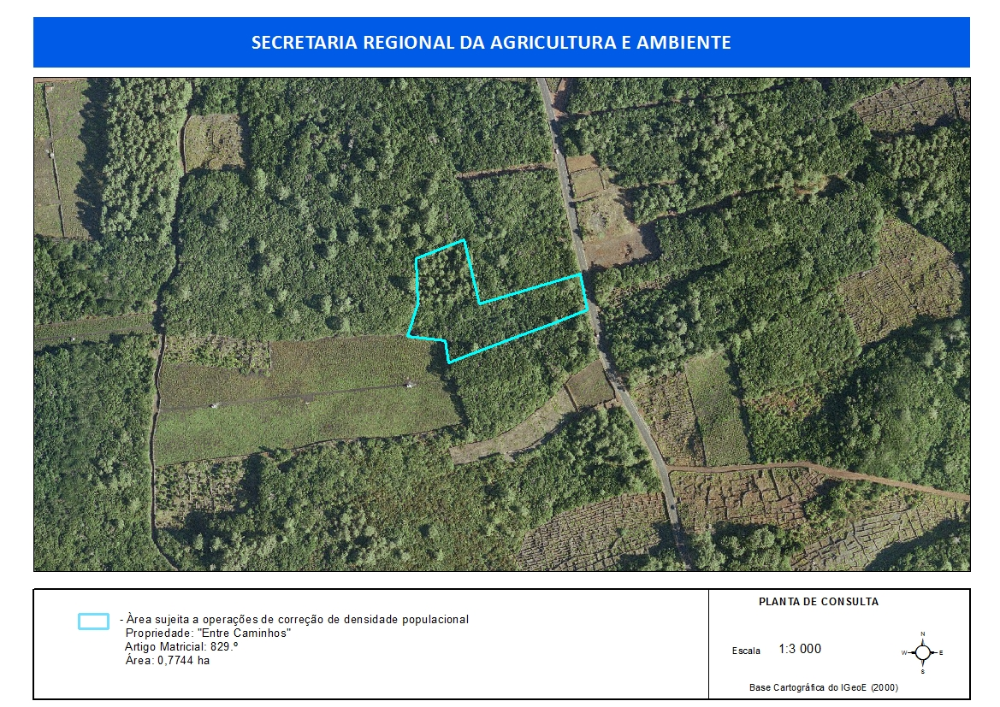 SECRETARIA REGIONAL DA AGRICULTURA E AMBIENTE
- Àrea sujeita a operações de correção de densidade populacional
Propriedade: "Entre Caminhos"
Artigo Matricial: 829.º
Área: 0,7744 ha
PLANTA DE CONSULTA
Escala 1:3 000
N
W E
S
Base Cartográfica do IGeoE (2000)